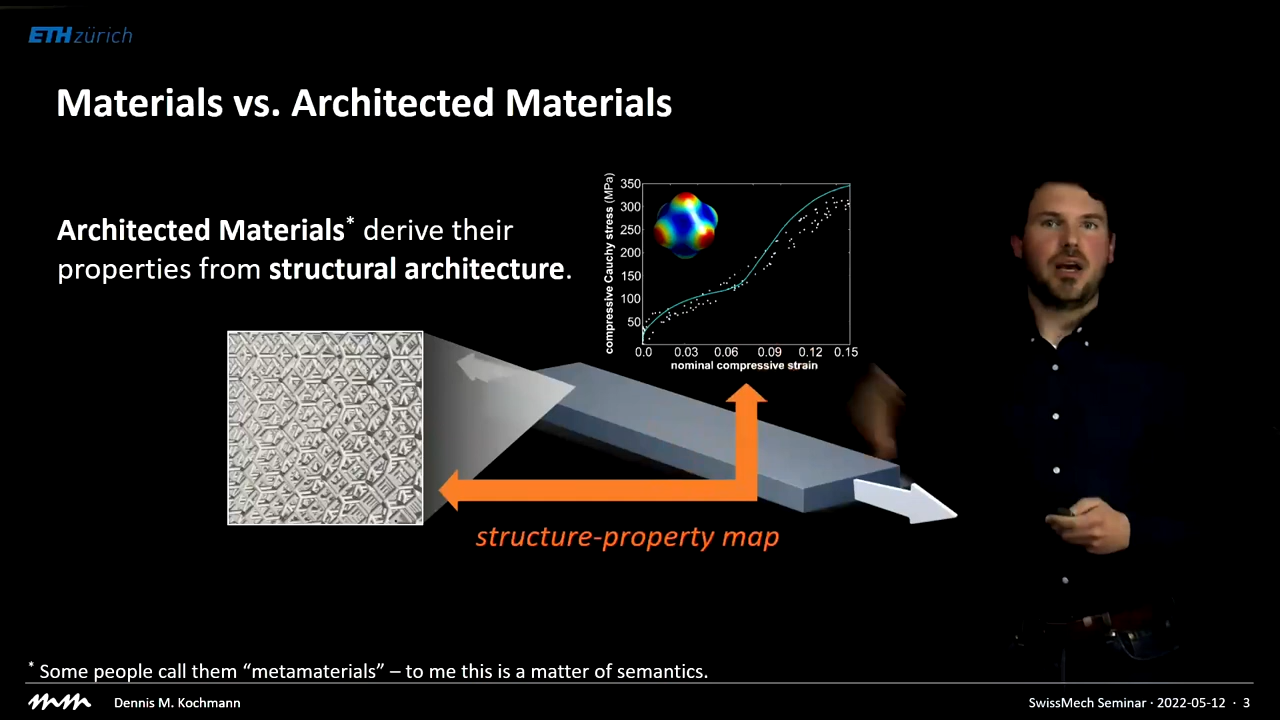 ETH zürich
Materials vs. Architected Materials
Architected Materials* derive their
properties from structural architecture.
compressive Cauchy stress (MPa)
350
300
250
200
150
100
50
0.0 0.03 0.06 0.09 0.12 0.15
nominal compressive strain
structure-property map
* Some people call them “metamaterials” – to me this is a matter of semantics.
Dennis M. Kochmann
SwissMech Seminar · 2022-05-12 · 3